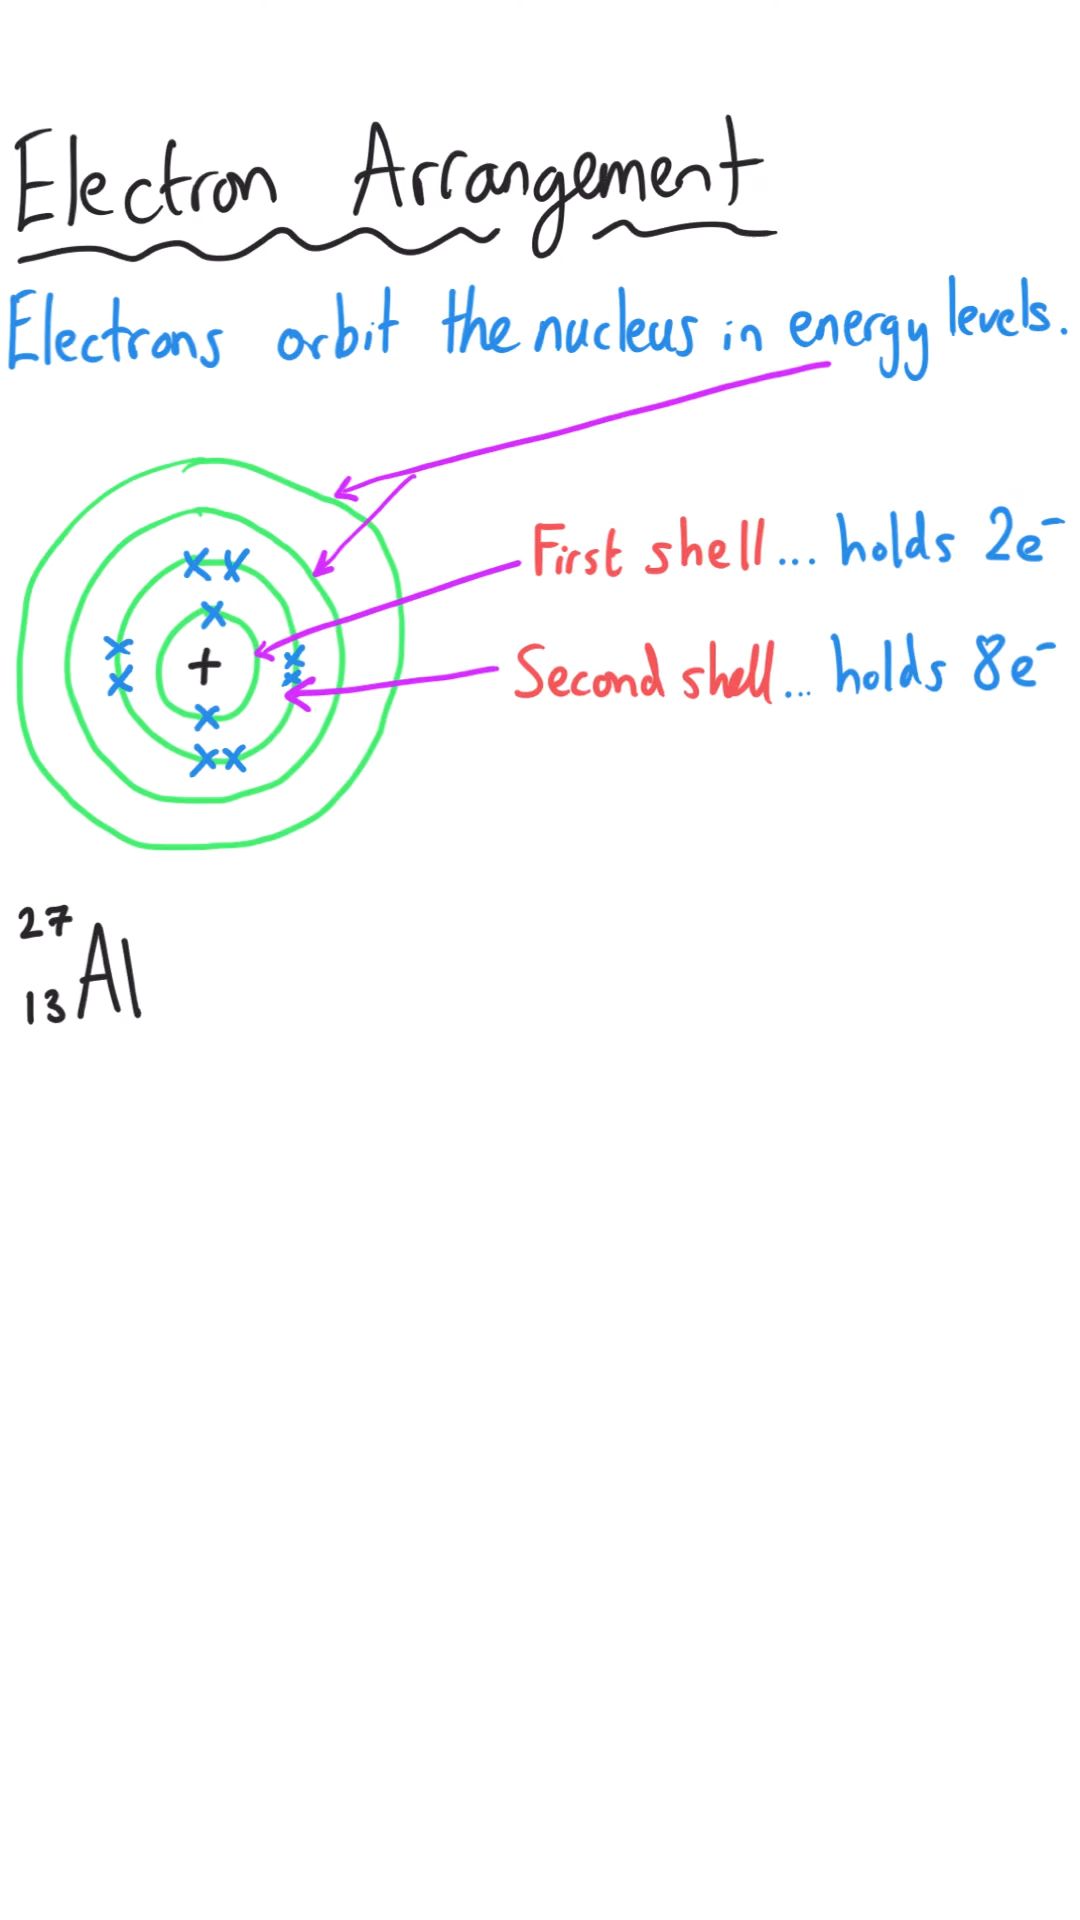 Electron Arrangement
Electrons orbit the nucleus in energy levels.
First shell... holds 2e⁻
Second shell... holds 8e⁻
+
27
13 Al